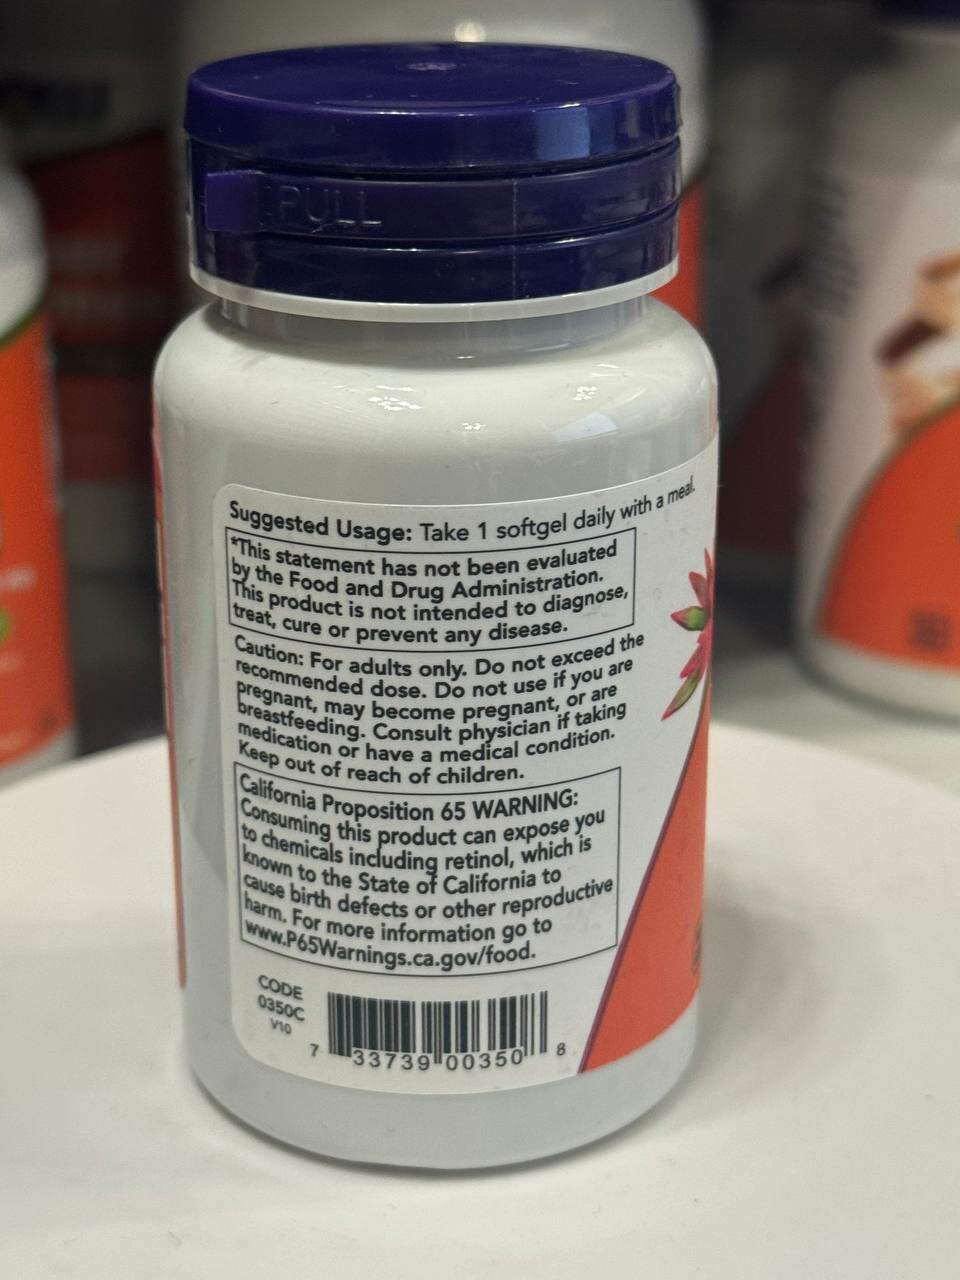 PULL
Suggested Usage: Take 1 softgel daily with a meal.
*This statement has not been evaluated
by the Food and Drug Administration.
This product is not intended to diagnose,
treat, cure or prevent any disease.
Caution: For adults only. Do not exceed the
recommended dose. Do not use if you are
pregnant, may become pregnant, or are
breastfeeding. Consult physician if taking
medication or have a medical condition.
Keep out of reach of children.
California Proposition 65 WARNING:
Consuming this product can expose you
to chemicals including retinol, which is
known to the State of California to
cause birth defects or other reproductive
harm. For more information go to
www.P65Warnings.ca.gov/food.
CODE
0350C
V10
7 33739 00350 8